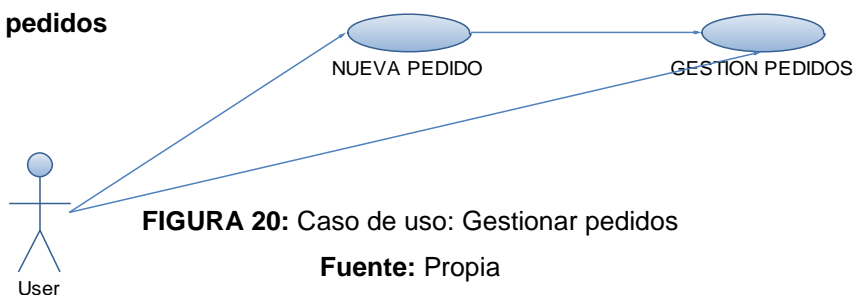 pedidos
NUEVA PEDIDO
GESTION PEDIDOS
FIGURA 20: Caso de uso: Gestionar pedidos
Fuente: Propia
User